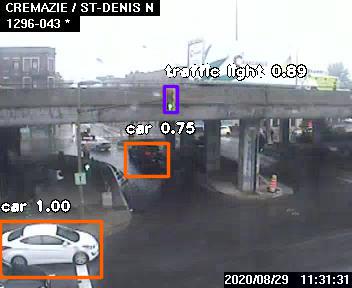 CREMAZIE / ST-DENIS N
1296-043 *
traffic light 0.89
car 0.75
car 1.00
2020/08/29 11:31:31